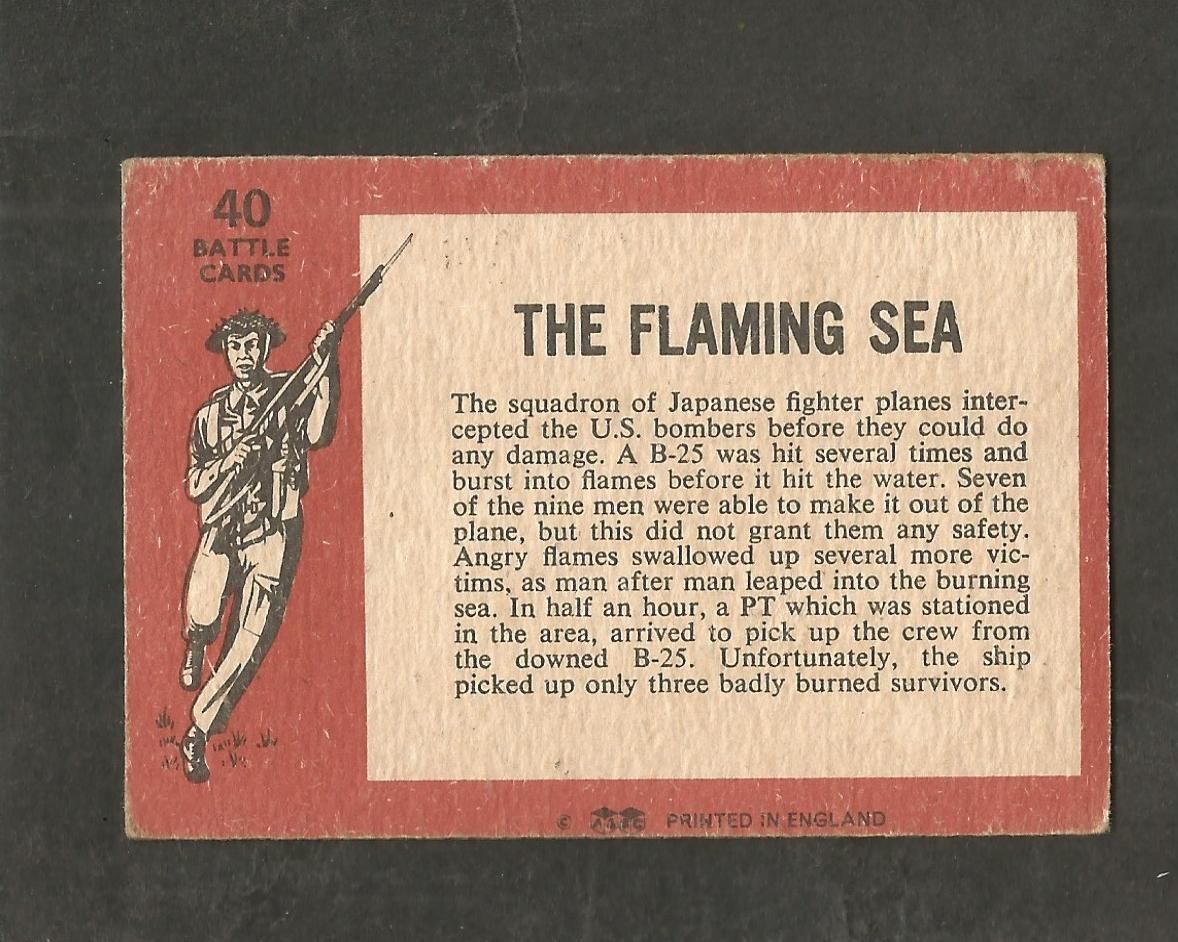 40
BATTLE
CARDS
THE FLAMING SEA
The squadron of Japanese fighter planes inter-
cepted the U.S. bombers before they could do
any damage. A B-25 was hit several times and
burst into flames before it hit the water. Seven
of the nine men were able to make it out of the
plane, but this did not grant them any safety.
Angry flames swallowed up several more vic-
tims, as man after man leaped into the burning
sea. In half an hour, a PT which was stationed
in the area, arrived to pick up the crew from
the downed B-25. Unfortunately, the ship
picked up only three badly burned survivors.
© PRINTED IN ENGLAND